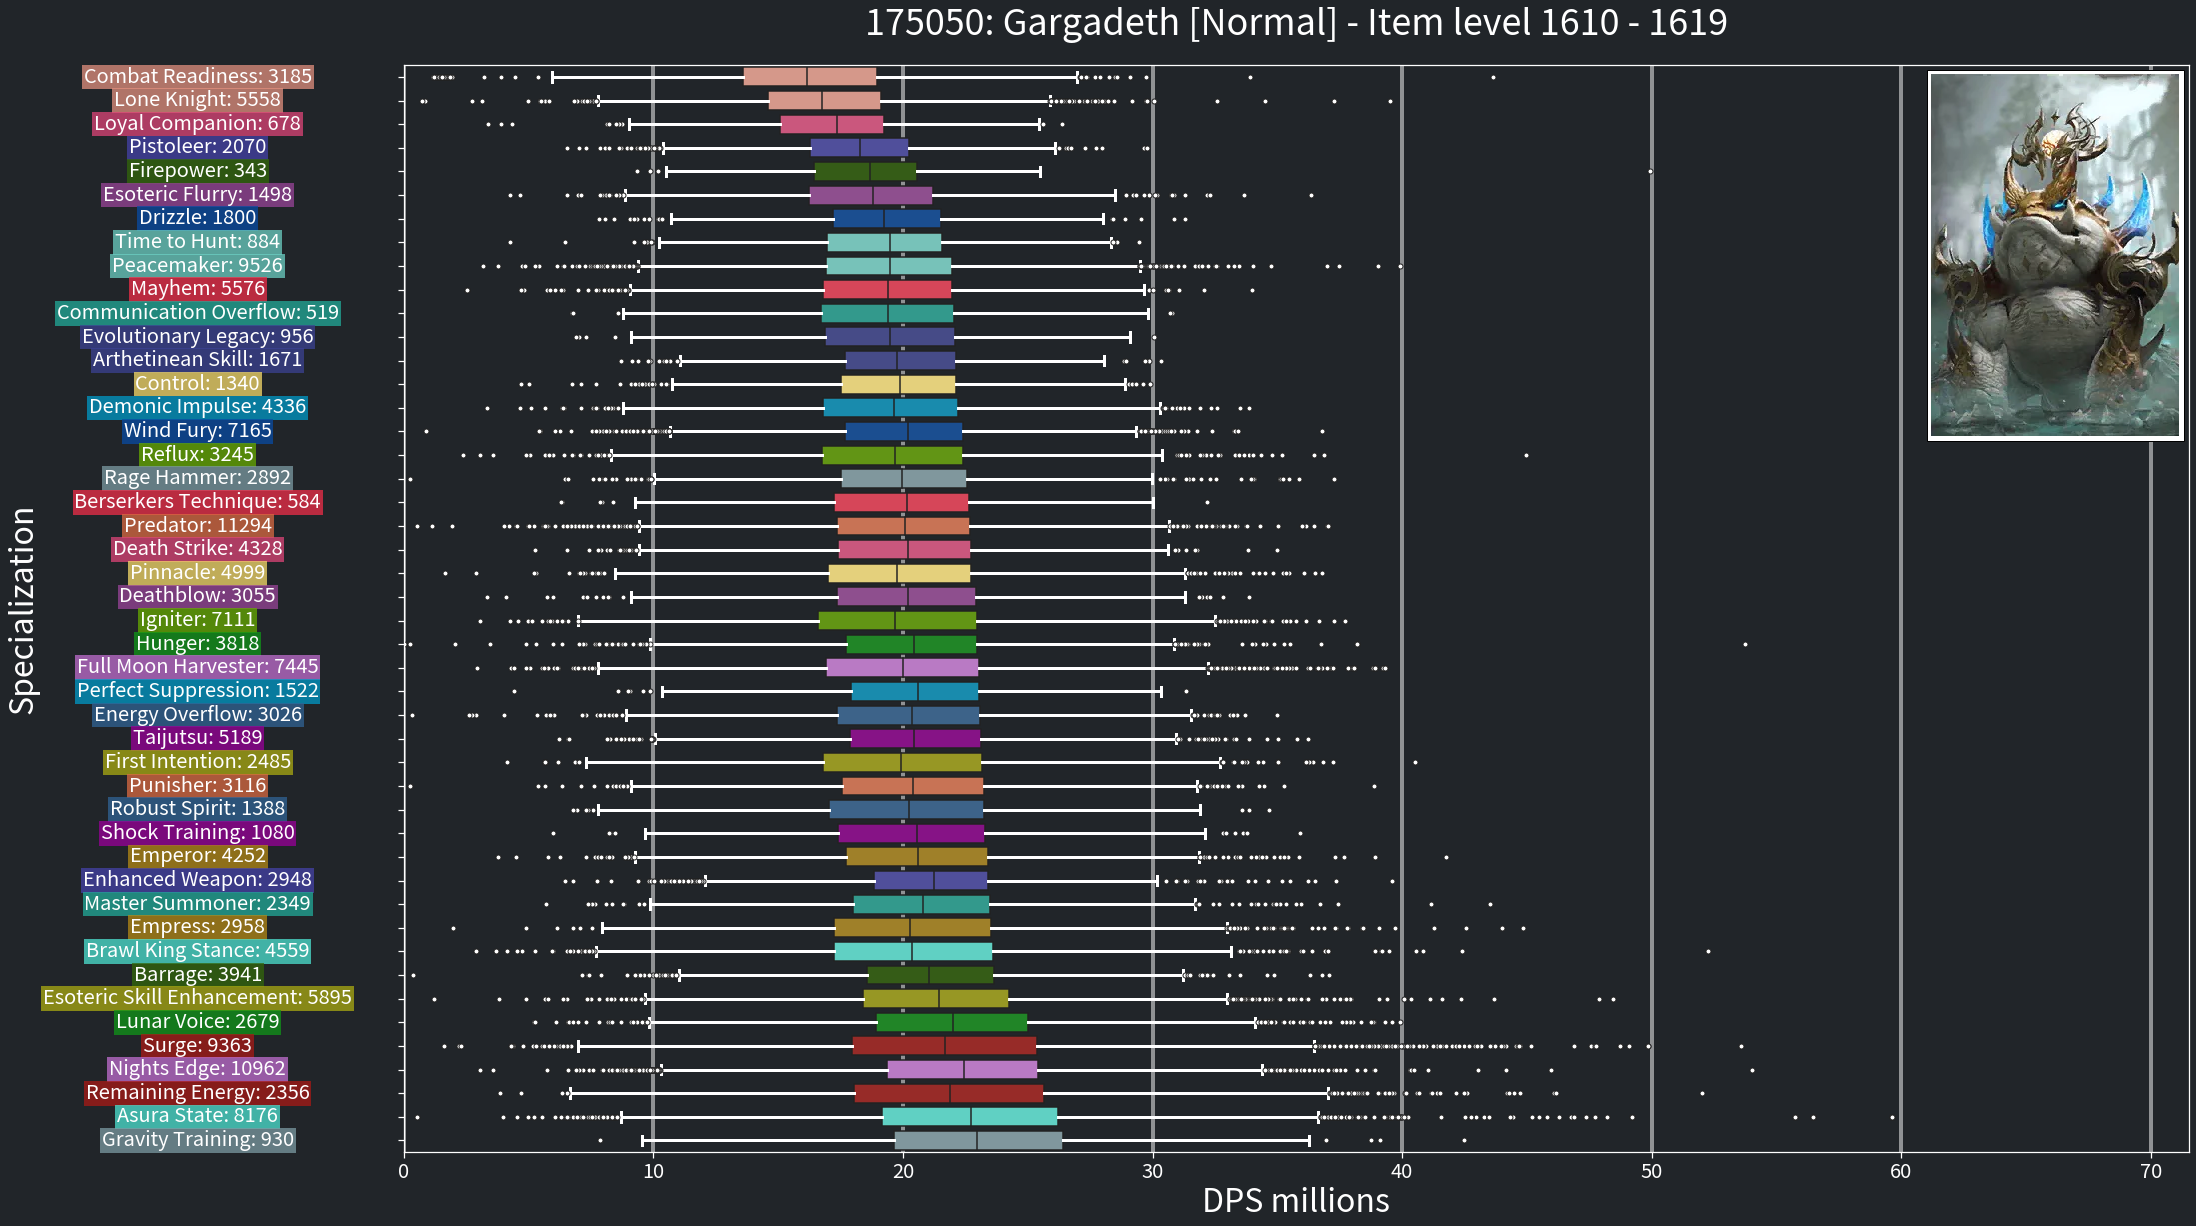 175050: Gargadeth [Normal] - Item level 1610 - 1619
Specialization
Combat Readiness: 3185
Lone Knight: 5558
Loyal Companion: 678
Pistoleer: 2070
Firepower: 343
Esoteric Flurry: 1498
Drizzle: 1800
Time to Hunt: 884
Peacemaker: 9526
Mayhem: 5576
Communication Overflow: 519
Evolutionary Legacy: 956
Arthetinean Skill: 1671
Control: 1340
Demonic Impulse: 4336
Wind Fury: 7165
Reflux: 3245
Rage Hammer: 2892
Berserkers Technique: 584
Predator: 11294
Death Strike: 4328
Pinnacle: 4999
Deathblow: 3055
Igniter: 7111
Hunger: 3818
Full Moon Harvester: 7445
Perfect Suppression: 1522
Energy Overflow: 3026
Taijutsu: 5189
First Intention: 2485
Punisher: 3116
Robust Spirit: 1388
Shock Training: 1080
Emperor: 4252
Enhanced Weapon: 2948
Master Summoner: 2349
Empress: 2958
Brawl King Stance: 4559
Barrage: 3941
Esoteric Skill Enhancement: 5895
Lunar Voice: 2679
Surge: 9363
Nights Edge: 10962
Remaining Energy: 2356
Asura State: 8176
Gravity Training: 930
0 10 20 30 40 50 60 70
DPS millions